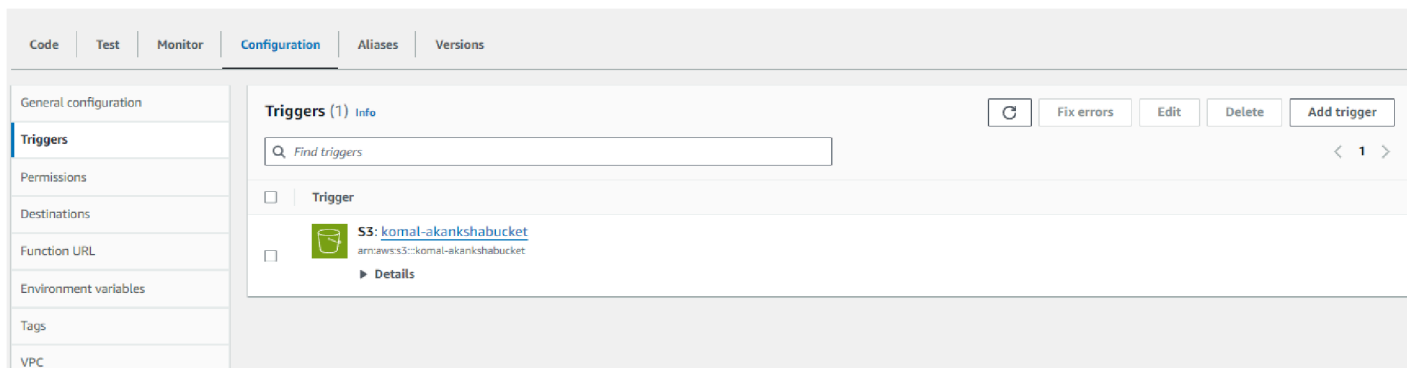 Code Test Monitor Configuration Aliases Versions
General configuration
Triggers
Permissions
Destinations
Function URL
Environment variables
Tags
VPC
Triggers (1) Info
Fix errors Edit Delete Add trigger
Find triggers
< 1 >
Trigger
S3: komal-akankshabucket
arn:aws:s3:::komal-akankshabucket
Details